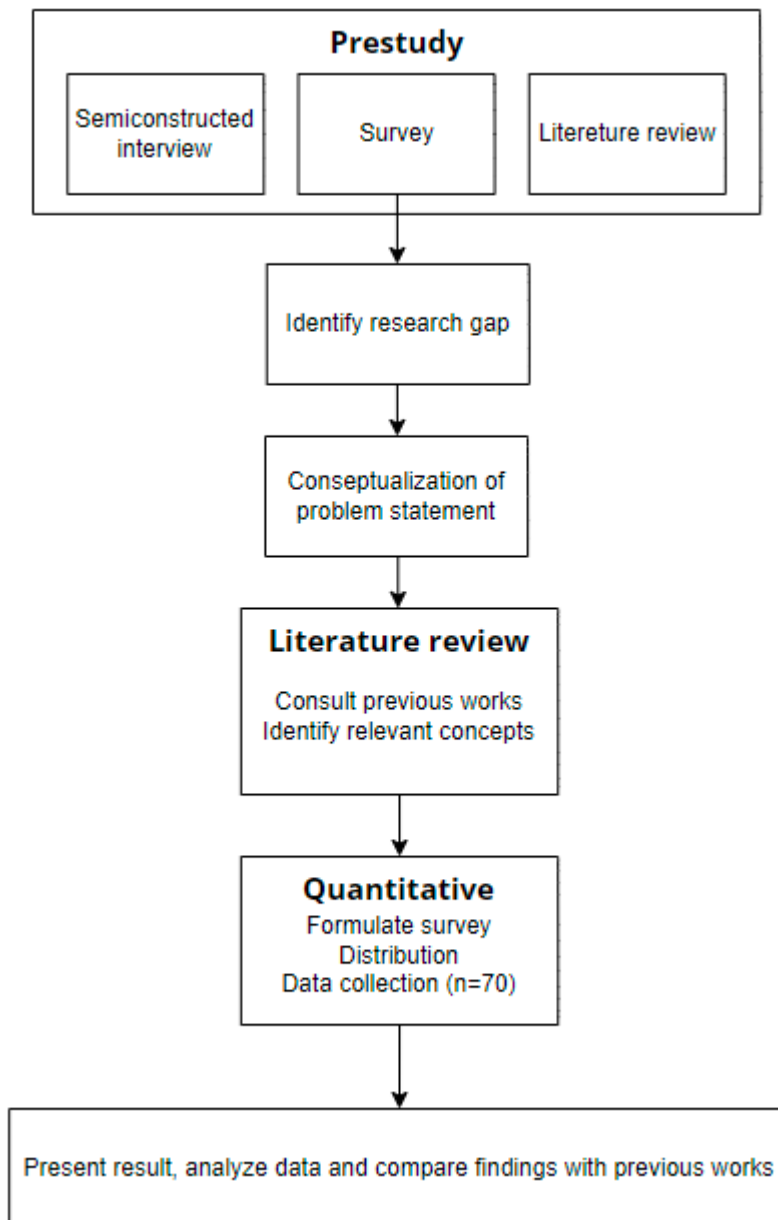 Prestudy
Semiconstructed
interview
Survey
Litereture review
Identify research gap
Conseptualization of
problem statement
Literature review
Consult previous works
Identify relevant concepts
Quantitative
Formulate survey
Distribution
Data collection (n=70)
Present result, analyze data and compare findings with previous works